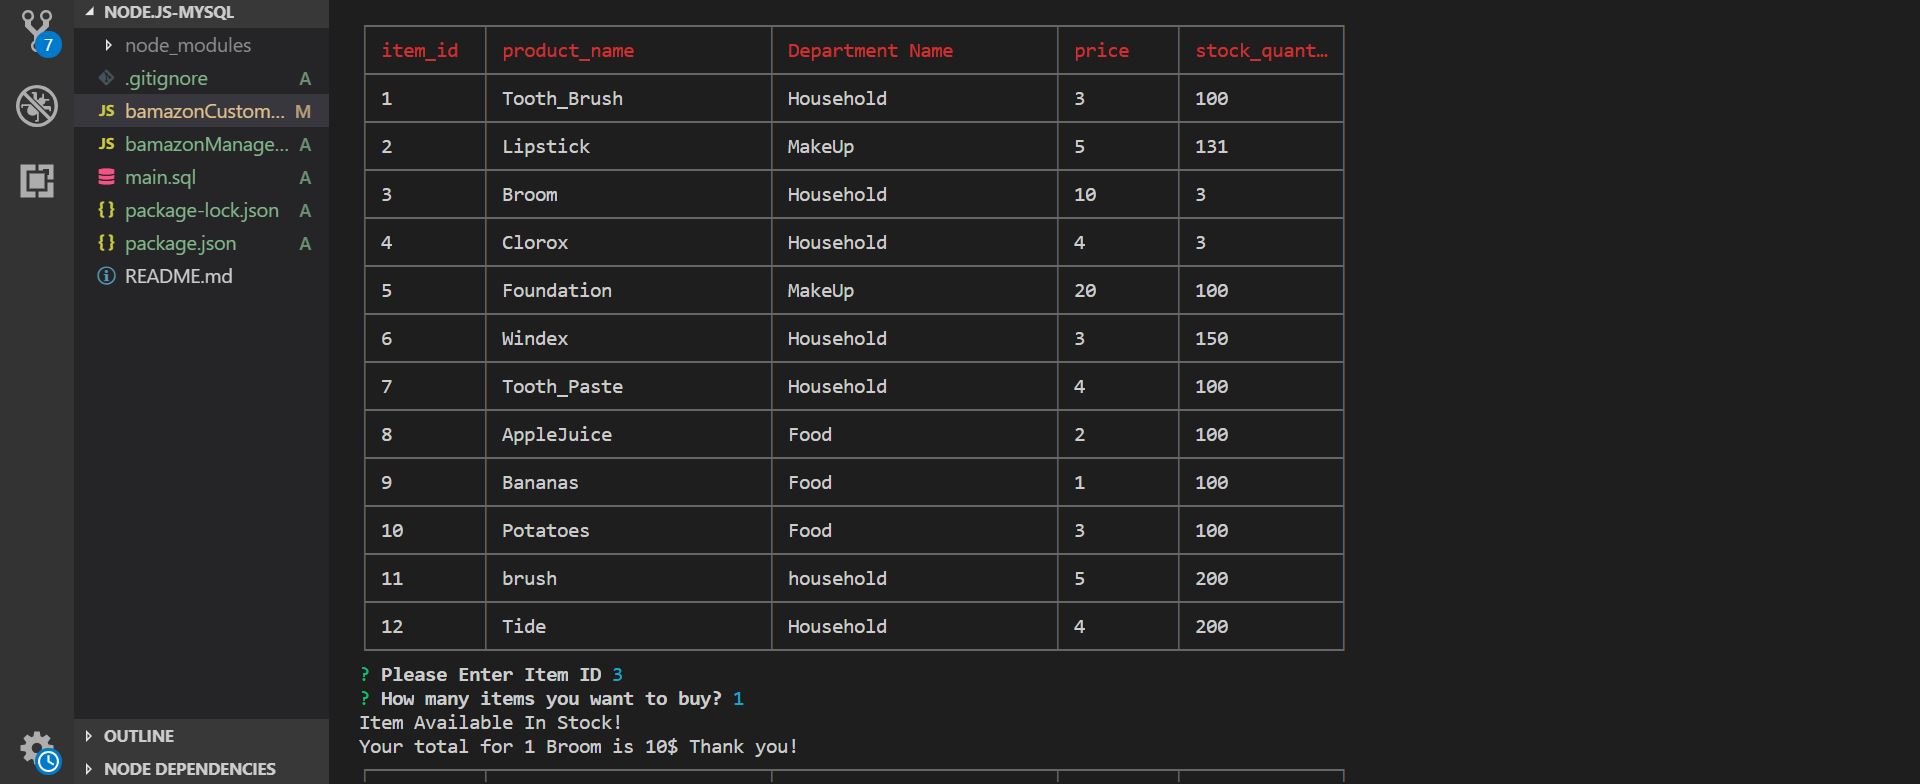 7
NODE.JS-MYSQL
node_modules
.gitignore A
JS bamazonCustom... M
JS bamazonManage... A
main.sql A
{} package-lock.json A
{} package.json A
README.md
OUTLINE
NODE DEPENDENCIES
item_id product_name Department Name price stock_quant…
1 Tooth_Brush Household 3 100
2 Lipstick MakeUp 5 131
3 Broom Household 10 3
4 Clorox Household 4 3
5 Foundation MakeUp 20 100
6 Windex Household 3 150
7 Tooth_Paste Household 4 100
8 AppleJuice Food 2 100
9 Bananas Food 1 100
10 Potatoes Food 3 100
11 brush household 5 200
12 Tide Household 4 200
? Please Enter Item ID 3
? How many items you want to buy? 1
Item Available In Stock!
Your total for 1 Broom is 10$ Thank you!